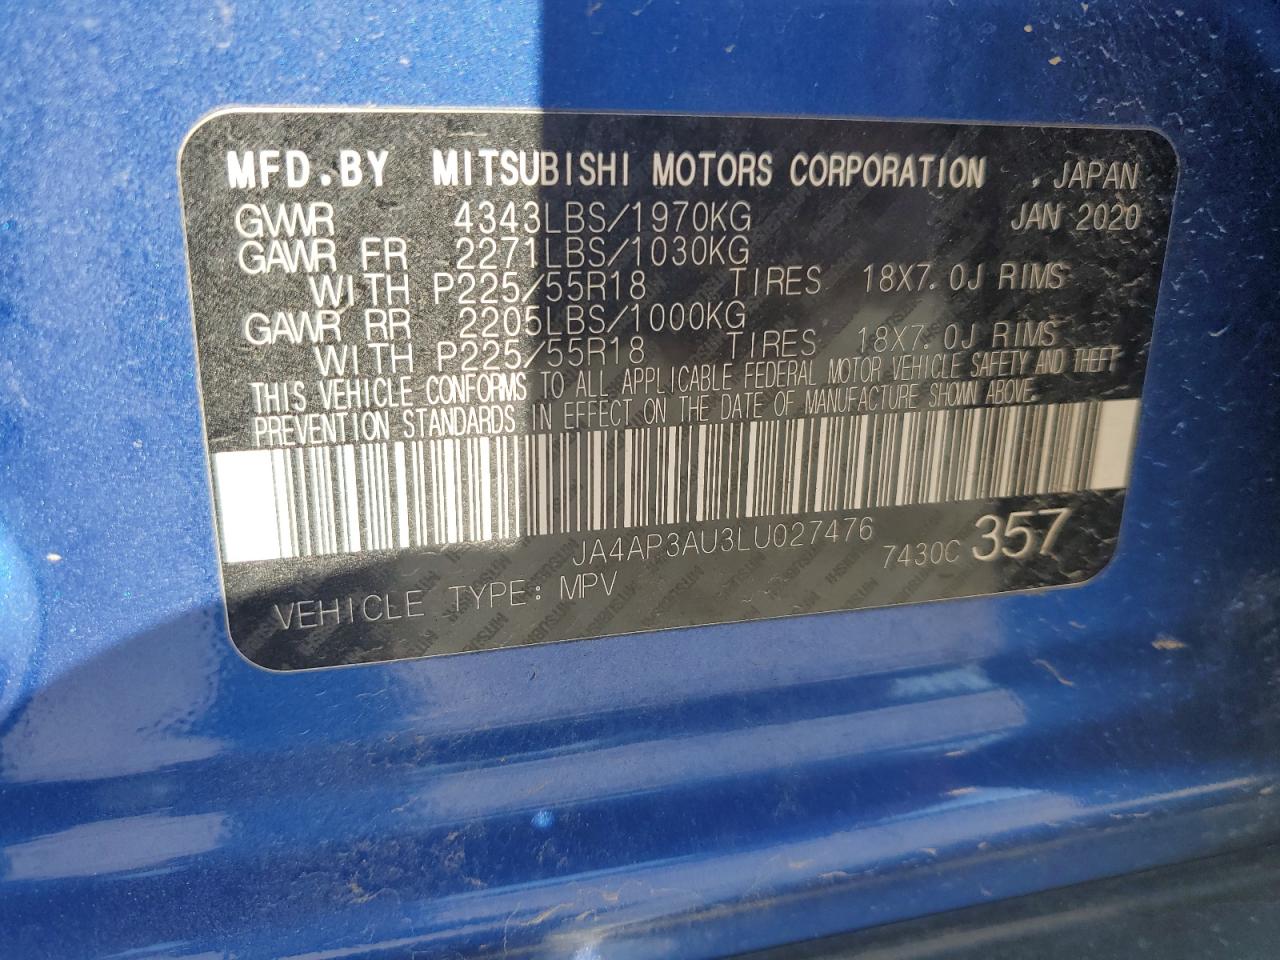 MFD.BY MITSUBISHI MOTORS CORPORATION JAPAN
GVWR 4343LBS/1970KG JAN 2020
GAWR FR 2271LBS/1030KG
WITH P225/55R18 TIRES 18X7.0J RIMS
GAWR RR 2205LBS/1000KG
WITH P225/55R18 TIRES 18X7.0J RIMS
THIS VEHICLE CONFORMS TO ALL APPLICABLE FEDERAL MOTOR VEHICLE SAFETY AND THEFT
PREVENTION STANDARDS IN EFFECT ON THE DATE OF MANUFACTURE SHOWN ABOVE.
JA4AP3AU3LU027476 7430C 357
VEHICLE TYPE: MPV